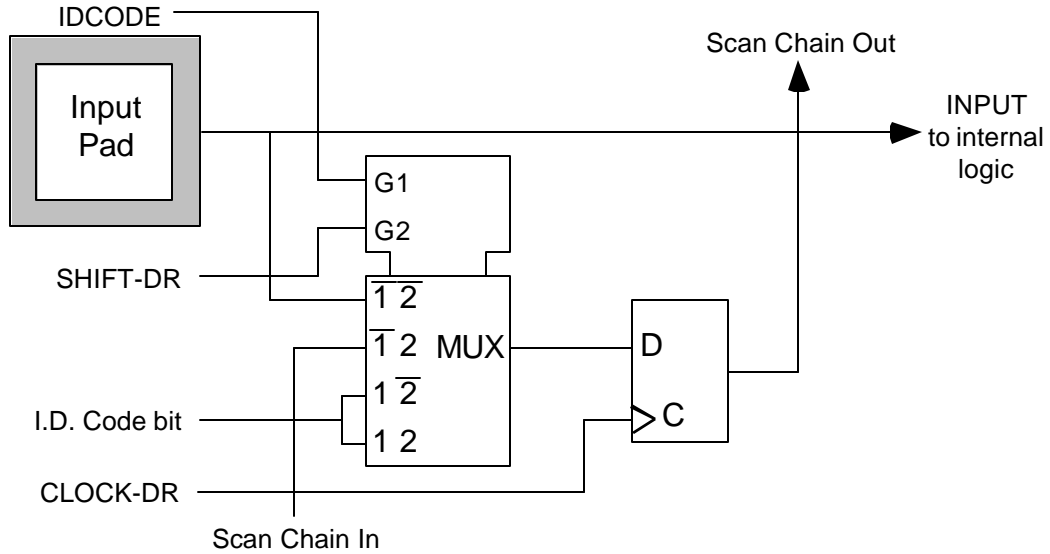 IDCODE
Scan Chain Out
Input
Pad
INPUT
to internal
logic
G1
G2
SHIFT-DR
1̅ 2̅
1̅ 2
MUX
D
1 2̅
I.D. Code bit
C
1 2
CLOCK-DR
Scan Chain In